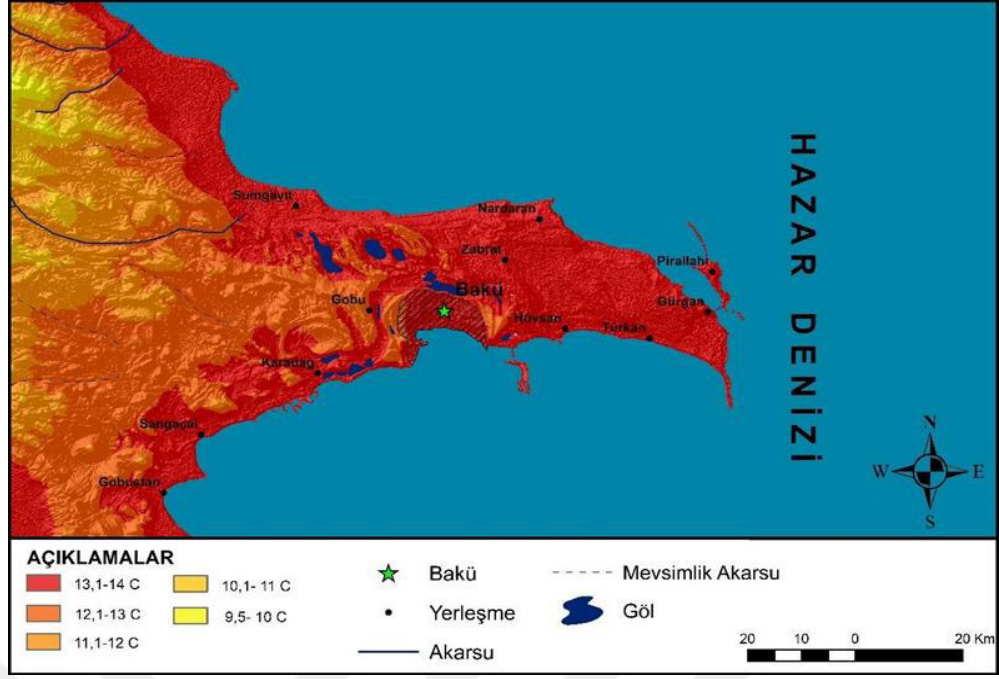 Sumgayıt
Nardaran
Zabrat
Pirallahı
Bakü
Gobu
Gürgan
Hövsan
Türkan
Karadağ
Sangaçal
Gobustan
HAZAR DENİZİ
N
W
E
S
AÇIKLAMALAR
13,1-14 C
12,1-13 C
11,1-12 C
10,1- 11 C
9,5- 10 C
Bakü
Yerleşme
Akarsu
Mevsimlik Akarsu
Göl
20 10 0 20 Km